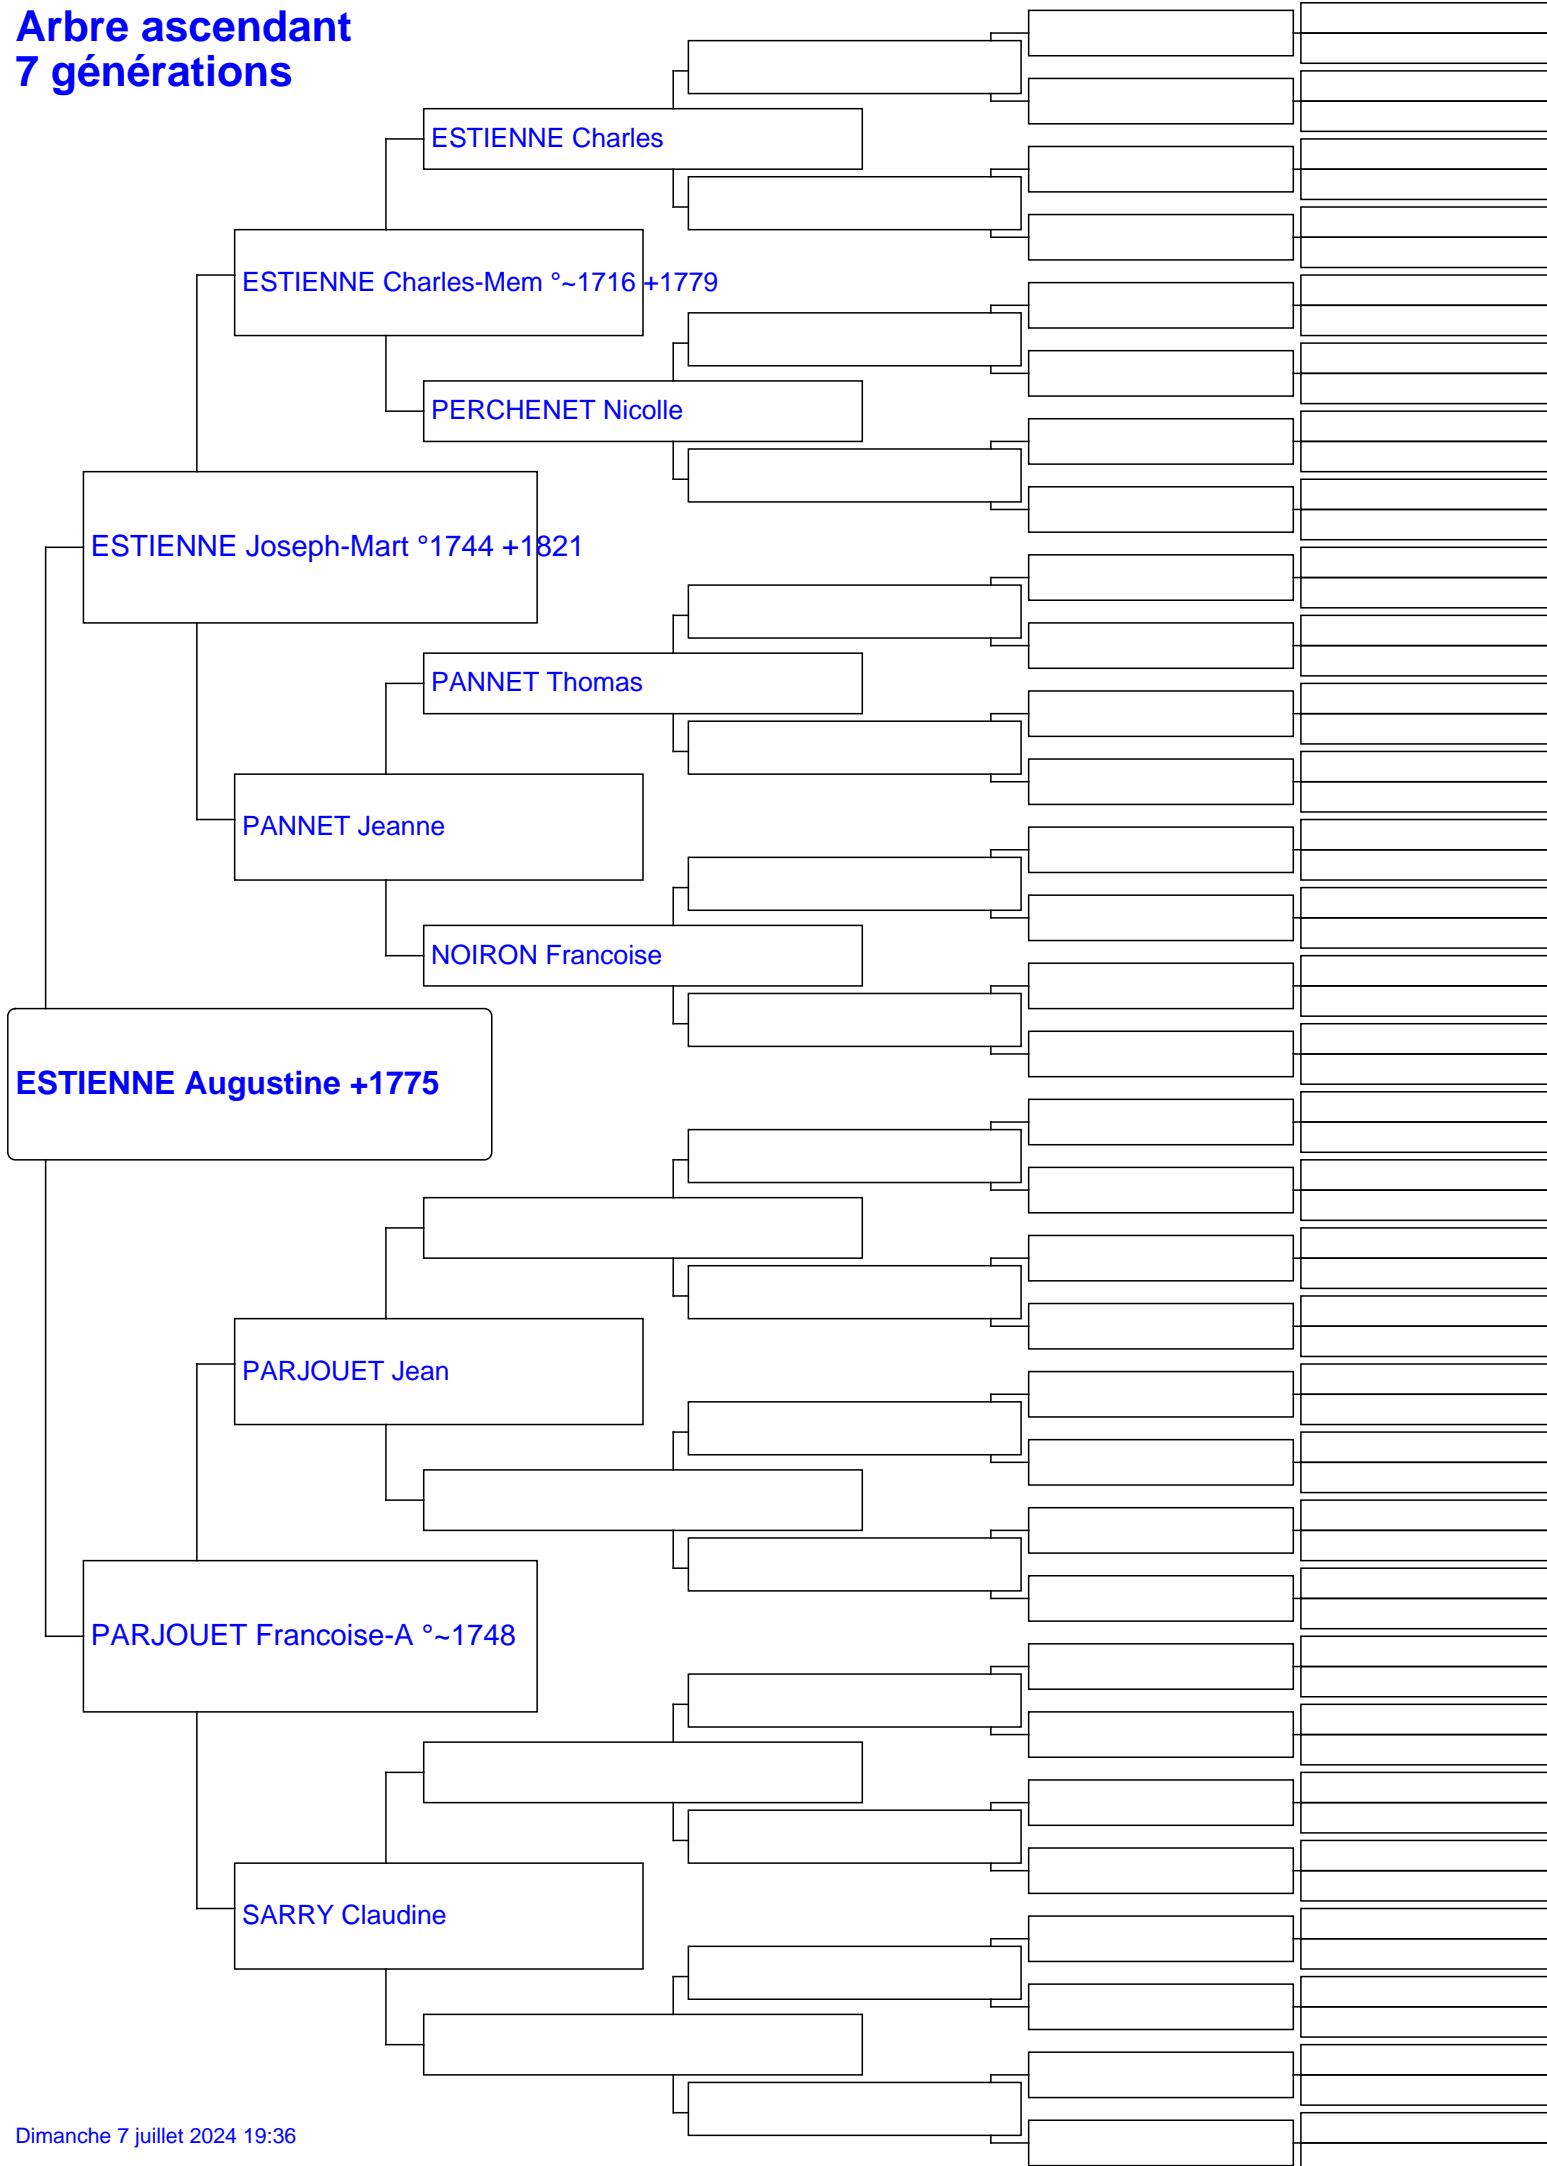 Arbre ascendant
7 générations
ESTIENNE Charles
ESTIENNE Charles-Mem °~1716 +1779
PERCHENET Nicolle
ESTIENNE Joseph-Mart °1744 +1821
PANNET Thomas
PANNET Jeanne
NOIRON Francoise
ESTIENNE Augustine +1775
PARJOUET Jean
PARJOUET Francoise-A °~1748
SARRY Claudine
Dimanche 7 juillet 2024 19:36